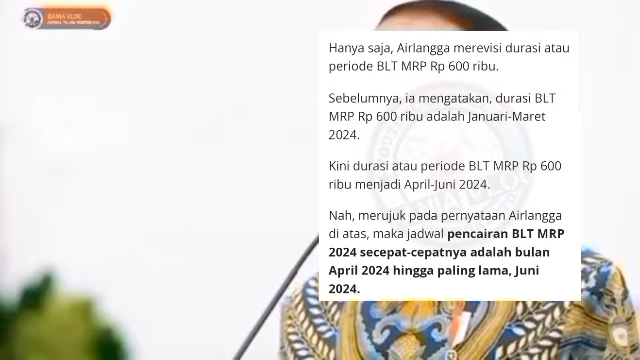 DANIA VLOG
Hanya saja, Airlangga merevisi durasi atau
periode BLT MRP Rp 600 ribu.
Sebelumnya, ia mengatakan, durasi BLT
MRP Rp 600 ribu adalah Januari-Maret
2024.
Kini durasi atau periode BLT MRP Rp 600
ribu menjadi April-Juni 2024.
Nah, merujuk pada pernyataan Airlangga
di atas, maka jadwal pencairan BLT MRP
2024 secepat-cepatnya adalah bulan
April 2024 hingga paling lama, Juni
2024.